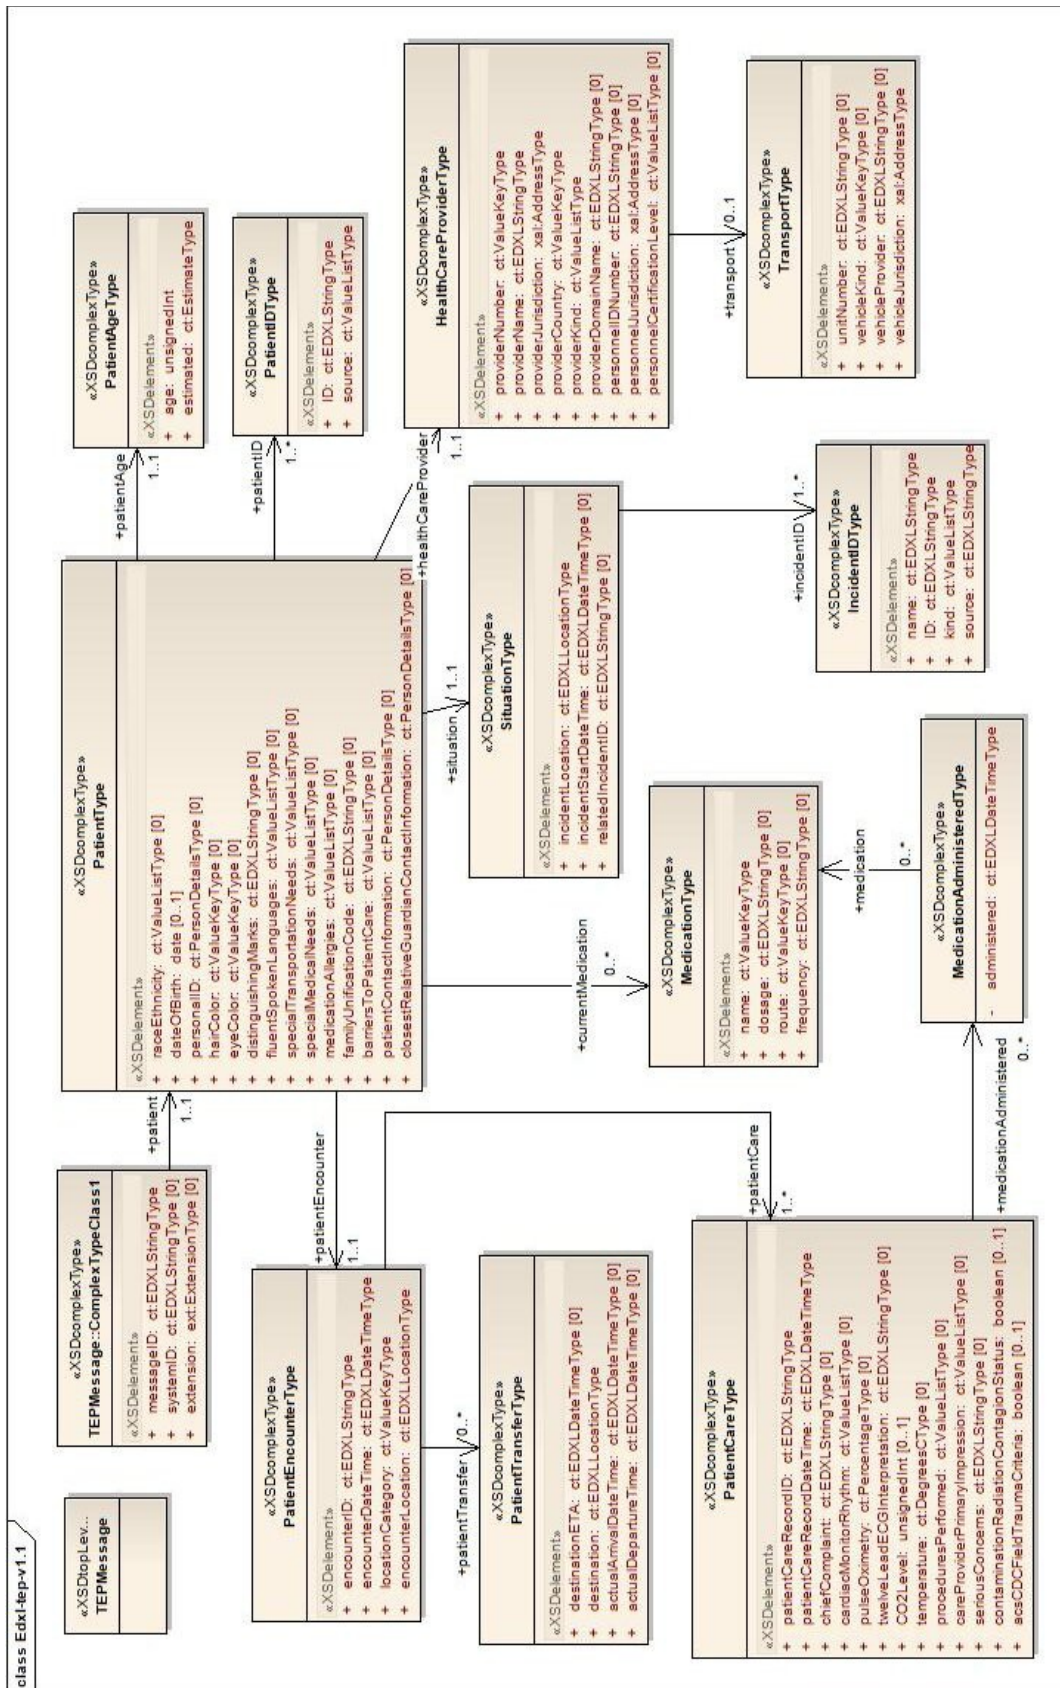 class Edxl-tep-v1.1
«XSDtopLev...
TEPMessage
«XSDcomplexType»
TEPMessage::ComplexTypeClass1
«XSDelement»
+ messageID: ct:EDXLStringType
+ systemID: ct:EDXLStringType [0]
+ extension: ext:ExtensionType [0]
+patient
1..1
«XSDcomplexType»
PatientType
«XSDelement»
+ raceEthnicity: ct:ValueListType [0]
+ dateOfBirth: date [0..1]
+ personalID: ct:PersonDetailsType [0]
+ hairColor: ct:ValueKeyType [0]
+ eyeColor: ct:ValueKeyType [0]
+ distinguishingMarks: ct:EDXLStringType [0]
+ fluentSpokenLanguages: ct:ValueListType [0]
+ specialTransportationNeeds: ct:ValueListType [0]
+ specialMedicalNeeds: ct:ValueListType [0]
+ medicationAllergies: ct:ValueListType [0]
+ familyUnificationCode: ct:EDXLStringType [0]
+ barriersToPatientCare: ct:ValueListType [0]
+ patientContactInformation: ct:PersonDetailsType [0]
+ closestRelativeGuardianContactInformation: ct:PersonDetailsType [0]
+patientAge
1..1
«XSDcomplexType»
PatientAgeType
«XSDelement»
+ age: unsignedInt
+ estimated: ct:EstimateType
+patientID
1..*
«XSDcomplexType»
PatientIDType
«XSDelement»
+ ID: ct:EDXLStringType
+ source: ct:ValueListType
+healthCareProvider
1..1
«XSDcomplexType»
HealthCareProviderType
«XSDelement»
+ providerNumber: ct:ValueKeyType
+ providerName: ct:EDXLStringType
+ providerJurisdiction: xal:AddressType
+ providerCountry: ct:ValueKeyType
+ providerKind: ct:ValueListType
+ providerDomainName: ct:EDXLStringType [0]
+ personnelIDNumber: ct:EDXLStringType [0]
+ personnelJurisdiction: xal:AddressType [0]
+ personnelCertificationLevel: ct:ValueListType [0]
+patientEncounter
1..1
«XSDcomplexType»
PatientEncounterType
«XSDelement»
+ encounterID: ct:EDXLStringType
+ encounterDateTime: ct:EDXLDateTimeType
+ locationCategory: ct:ValueKeyType
+ encounterLocation: ct:EDXLLocationType
+situation
1..1
«XSDcomplexType»
SituationType
«XSDelement»
+ incidentLocation: ct:EDXLLocationType
+ incidentStartDateTime: ct:EDXLDateTimeType [0]
+ relatedIncidentID: ct:EDXLStringType [0]
+patientTransfer
0..*
«XSDcomplexType»
PatientTransferType
«XSDelement»
+ destinationETA: ct:EDXLDateTimeType [0]
+ destination: ct:EDXLLocationType
+ actualArrivalDateTime: ct:EDXLDateTimeType [0]
+ actualDepartureTime: ct:EDXLDateTimeType [0]
+currentMedication
0..*
«XSDcomplexType»
MedicationType
«XSDelement»
+ name: ct:ValueKeyType
+ dosage: ct:EDXLStringType [0]
+ route: ct:ValueKeyType [0]
+ frequency: ct:EDXLStringType [0]
+transport
0..1
«XSDcomplexType»
TransportType
«XSDelement»
+ unitNumber: ct:EDXLStringType [0]
+ vehicleKind: ct:ValueKeyType [0]
+ vehicleProvider: ct:EDXLStringType [0]
+ vehicleJurisdiction: xal:AddressType
+incidentID
1..*
«XSDcomplexType»
IncidentIDType
«XSDelement»
+ name: ct:EDXLStringType
+ ID: ct:EDXLStringType
+ kind: ct:ValueListType
+ source: ct:EDXLStringType
+patientCare
1..*
«XSDcomplexType»
PatientCareType
«XSDelement»
+ patientCareRecordID: ct:EDXLStringType
+ patientCareRecordDateTime: ct:EDXLDateTimeType
+ chiefComplaint: ct:EDXLStringType [0]
+ cardiacMonitorRhythm: ct:ValueListType [0]
+ pulseOximetry: ct:PercentageType [0]
+ twelveLeadECGInterpretation: ct:EDXLStringType [0]
+ CO2Level: unsignedInt [0..1]
+ temperature: ct:DegreesCType [0]
+ proceduresPerformed: ct:ValueListType [0]
+ careProviderPrimaryImpression: ct:ValueListType [0]
+ seriousConcerns: ct:EDXLStringType [0]
+ contaminationRadiationContagionStatus: boolean [0..1]
+ acsCDCFieldTraumaCriteria: boolean [0..1]
+medication
0..*
+medicationAdministered
0..*
«XSDcomplexType»
MedicationAdministeredType
«XSDelement»
- administered: ct:EDXLDateTimeType